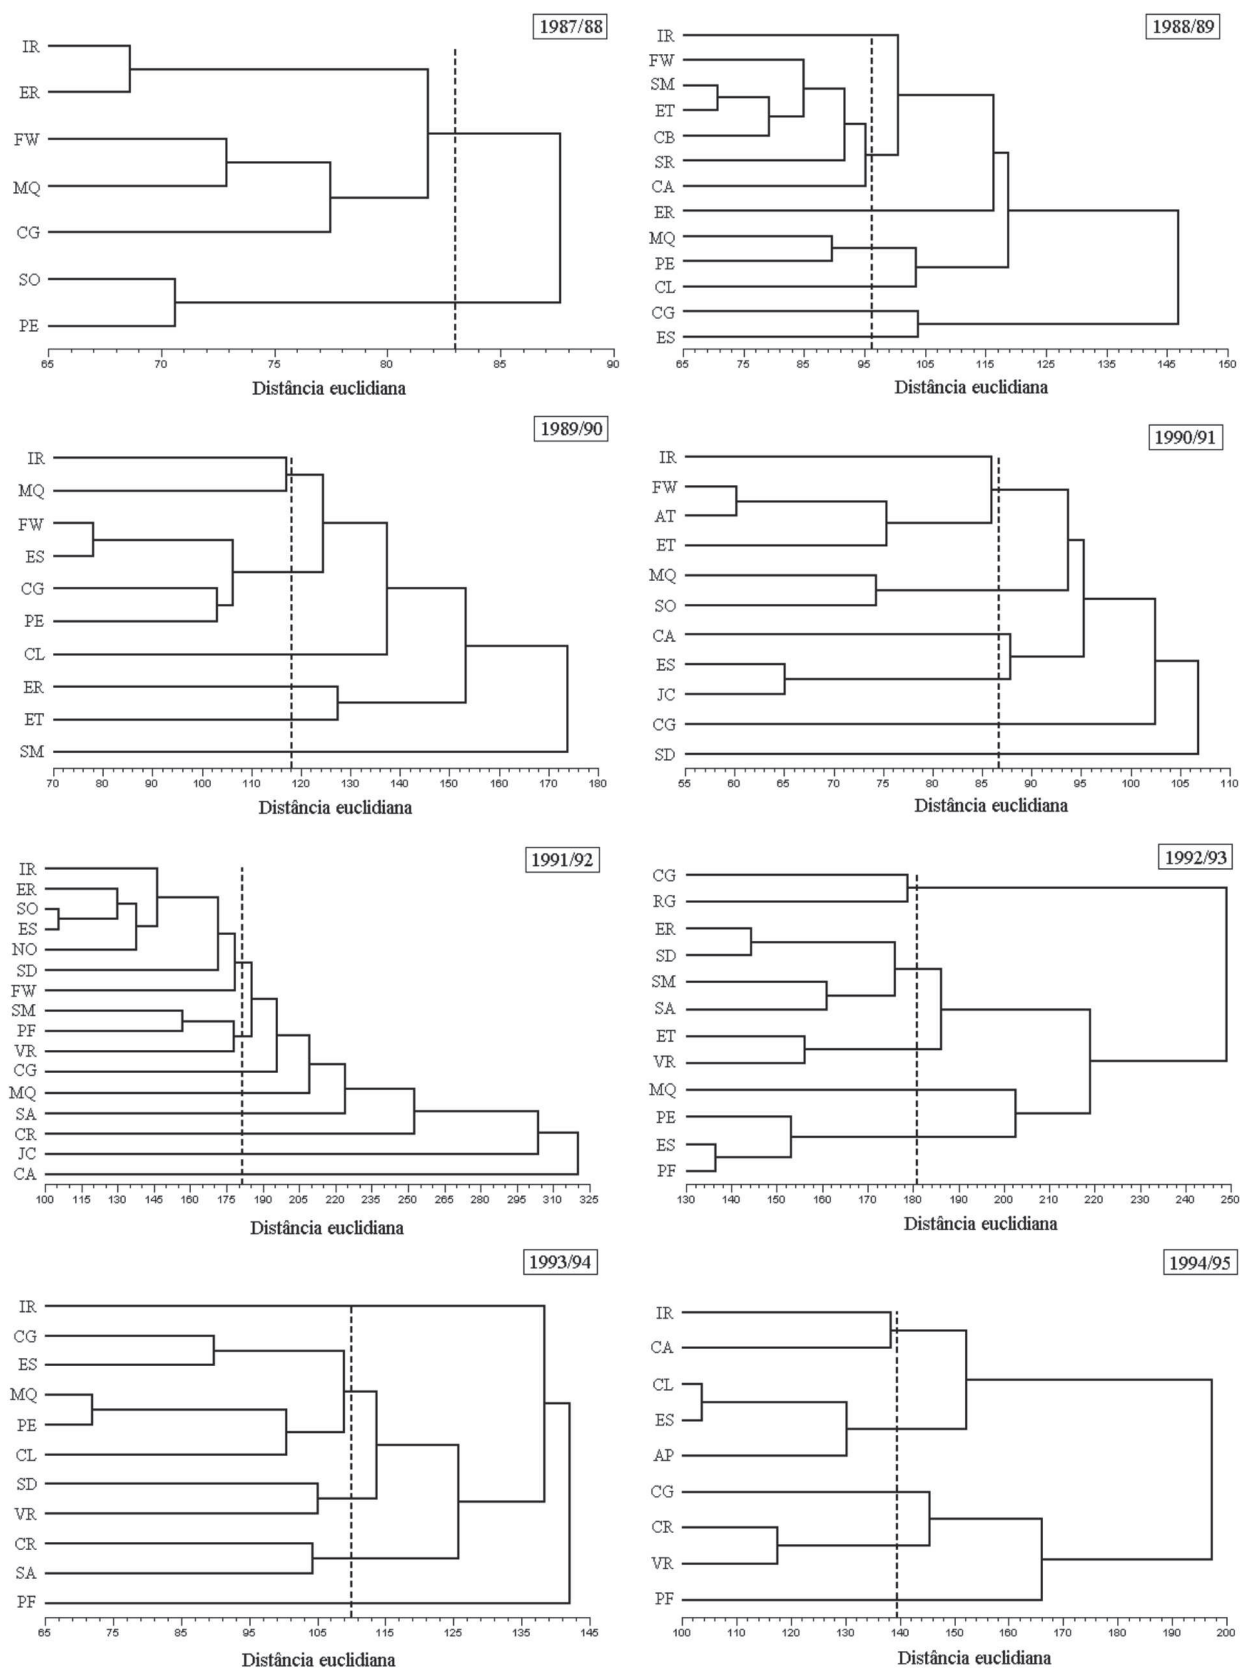 1987/88
IR
ER
FW
MQ
CG
SO
PE
65 70 75 80 85 90
Distância euclidiana
1988/89
IR
FW
SM
ET
CB
SR
CA
ER
MQ
PE
CL
CG
ES
65 75 85 95 105 115 125 135 145 150
Distância euclidiana
1989/90
IR
MQ
FW
ES
CG
PE
CL
ER
ET
SM
70 80 90 100 110 120 130 140 150 160 170 180
Distância euclidiana
1990/91
IR
FW
AT
ET
MQ
SO
CA
ES
JC
CG
SD
55 60 65 70 75 80 85 90 95 100 105 110
Distância euclidiana
1991/92
IR
ER
SO
ES
NO
SD
FW
SM
PF
VR
CG
MQ
SA
CR
JC
CA
100 115 130 145 160 175 190 205 220 235 250 265 280 295 310 325
Distância euclidiana
1992/93
CG
RG
ER
SD
SM
SA
ET
VR
MQ
PE
ES
PF
130 140 150 160 170 180 190 200 210 220 230 240 250
Distância euclidiana
1993/94
IR
CG
ES
MQ
PE
CL
SD
VR
CR
SA
PF
65 75 85 95 105 115 125 135 145
Distância euclidiana
1994/95
IR
CA
CL
ES
AP
CG
CR
VR
PF
100 110 120 130 140 150 160 170 180 190 200
Distância euclidiana